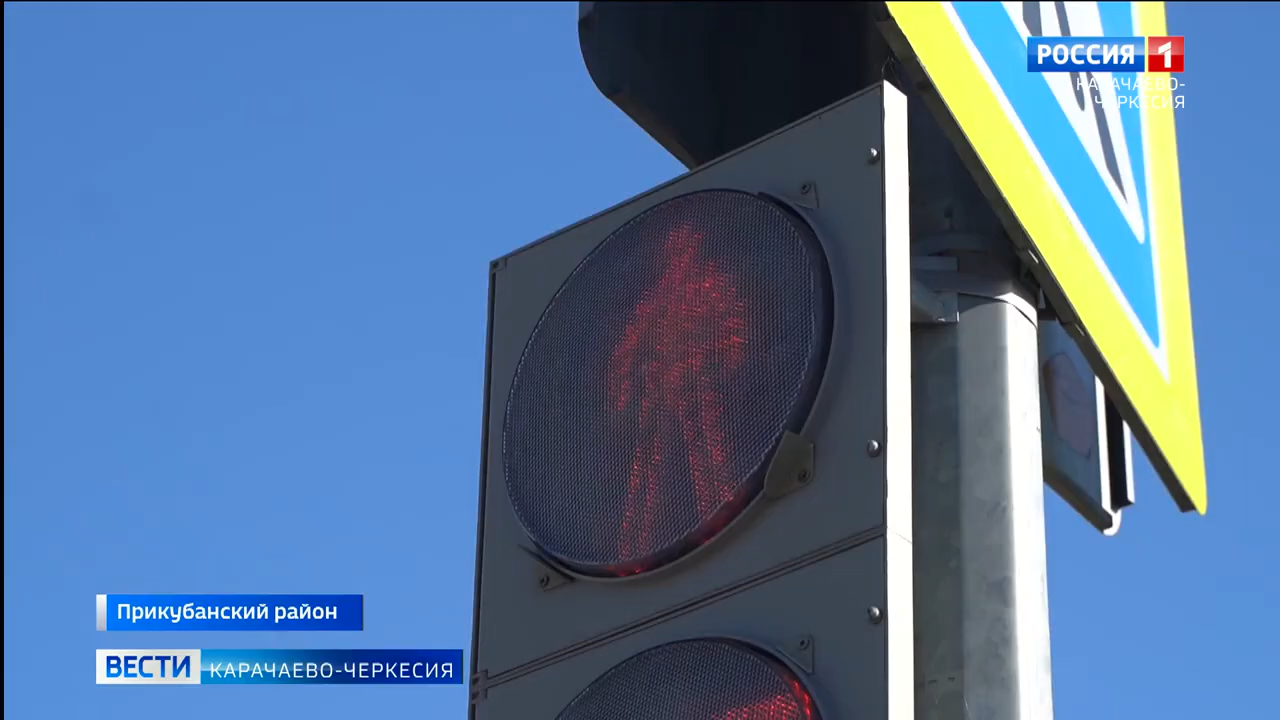 РОССИЯ 1
КАРАЧАЕВО-
ЧЕРКЕСИЯ
Прикубанский район
ВЕСТИ КАРАЧАЕВО-ЧЕРКЕСИЯ